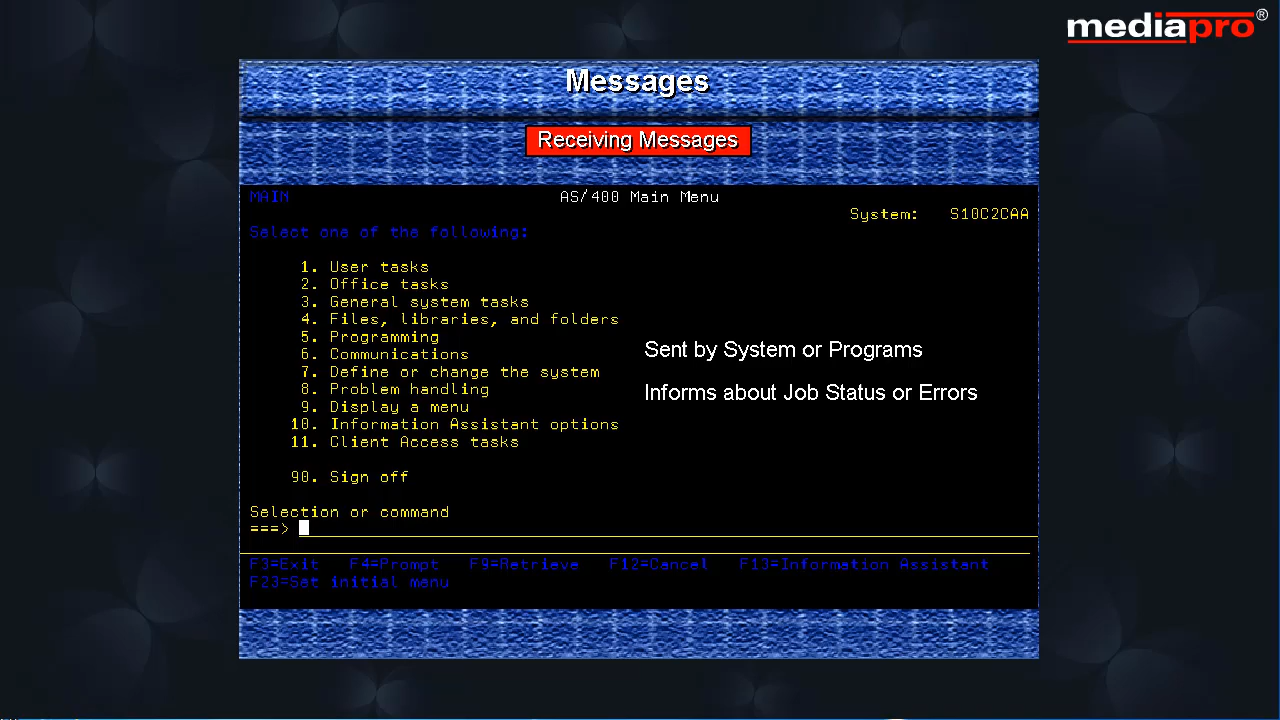 mediapro®
Messages
Receiving Messages
MAIN AS/400 Main Menu
System: S10C2CAA
Select one of the following:
1. User tasks
2. Office tasks
3. General system tasks
4. Files, libraries, and folders
5. Programming
6. Communications
7. Define or change the system
8. Problem handling
9. Display a menu
10. Information Assistant options
11. Client Access tasks
90. Sign off
Sent by System or Programs
Informs about Job Status or Errors
Selection or command
===>
F3=Exit F4=Prompt F9=Retrieve F12=Cancel F13=Information Assistant
F23=Set initial menu